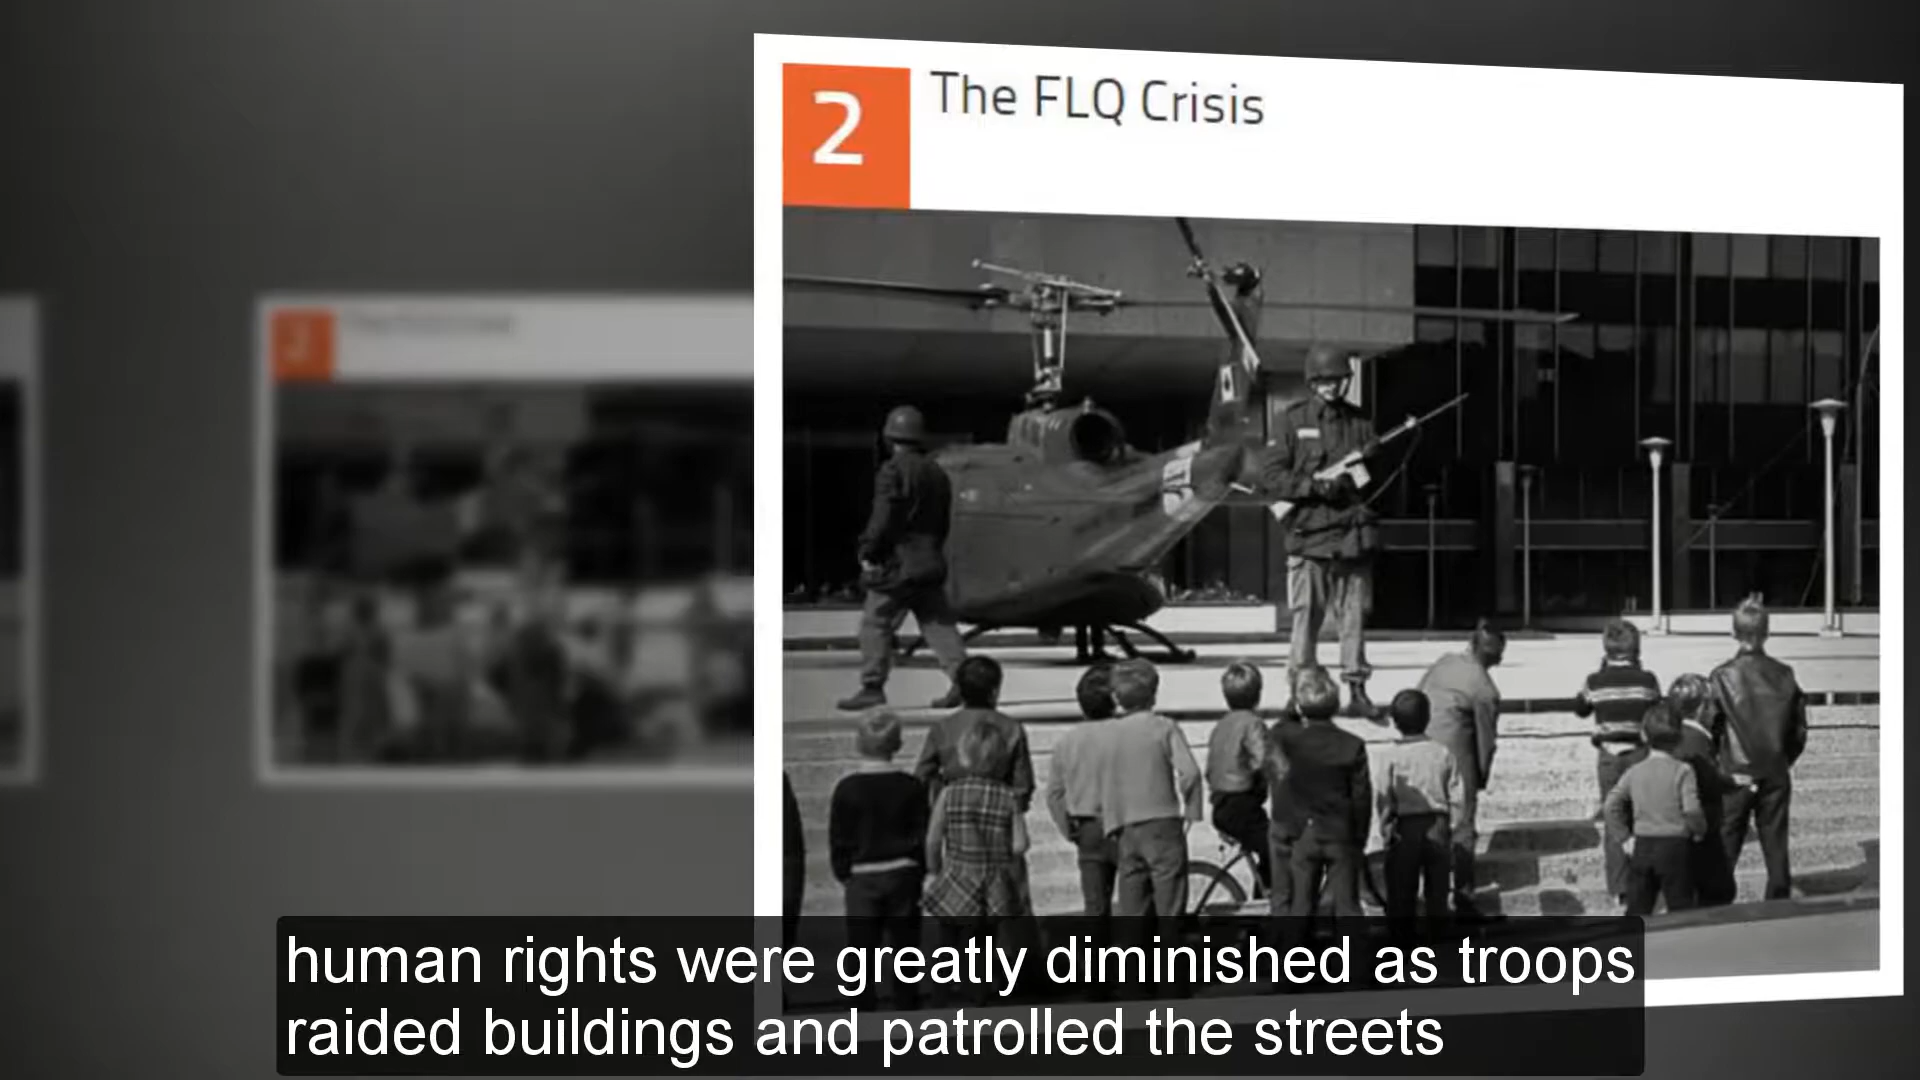 2
The FLQ Crisis
human rights were greatly diminished as troops
raided buildings and patrolled the streets